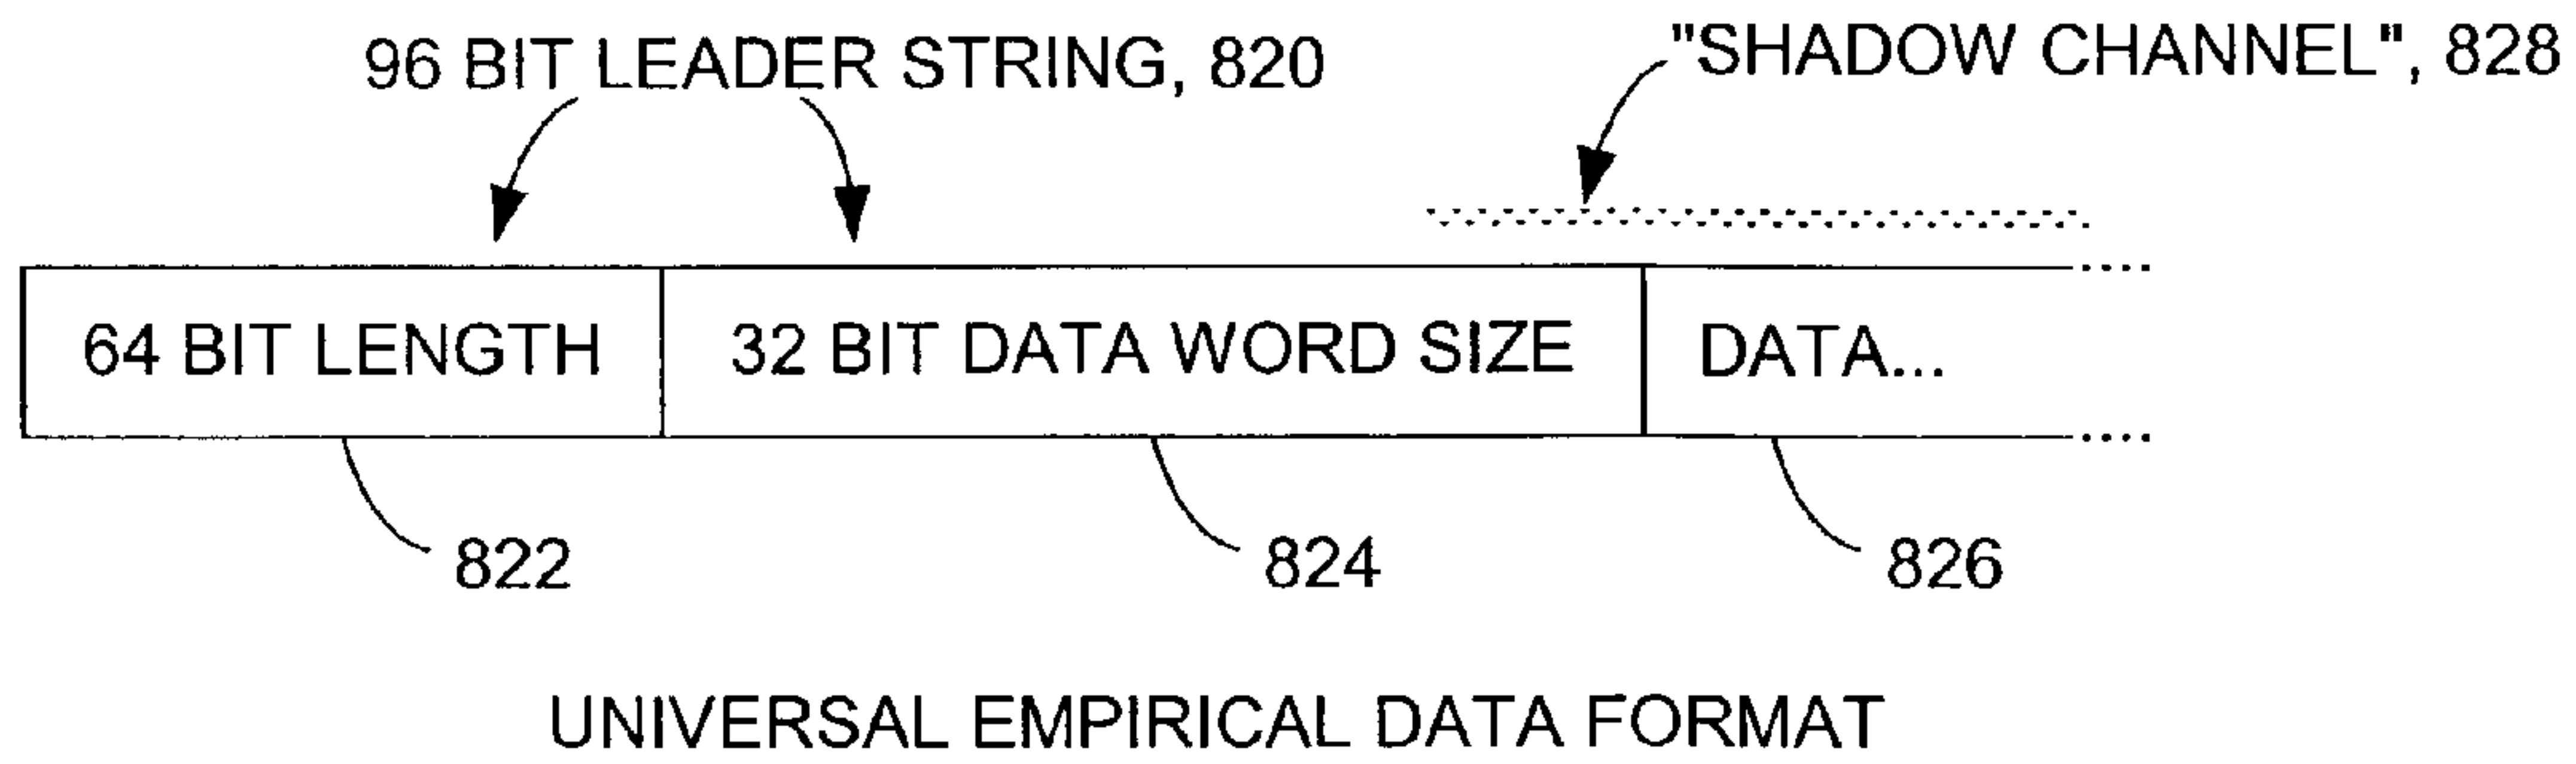 96 BIT LEADER STRING, 820
"SHADOW CHANNEL", 828
64 BIT LENGTH
32 BIT DATA WORD SIZE
DATA...
822
824
826
UNIVERSAL EMPIRICAL DATA FORMAT